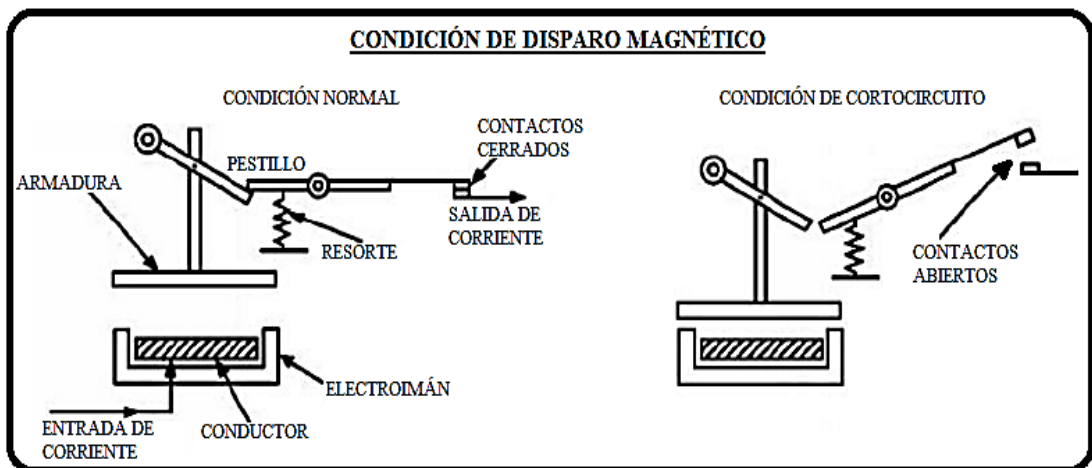 CONDICIÓN DE DISPARO MAGNÉTICO
CONDICIÓN NORMAL
CONTACTOS
CERRADOS
PESTILLO
ARMADURA
SALIDA DE
CORRIENTE
RESORTE
ELECTROIMÁN
ENTRADA DE
CORRIENTE
CONDUCTOR
CONDICIÓN DE CORTOCIRCUITO
CONTACTOS
ABIERTOS